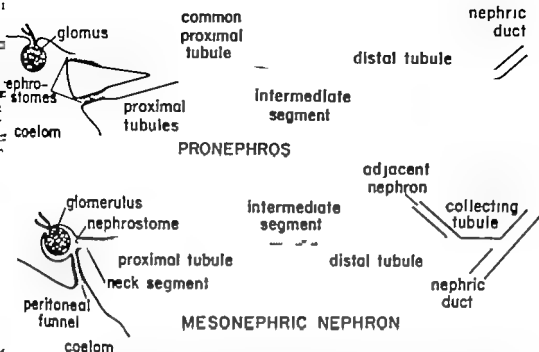 glomus
common
proximal
tubule
nephric
duct
distal tubule
stomes
proximal
tubules
intermediate
segment
coelom
PRONEPHROS
adjacent
nephron
collecting
tubule
glomerulus
nephrostome
intermediate
segment
proximal tubule
distal tubule
neck segment
nephric
duct
peritoneal
funnel
MESONEPHRIC NEPHRON
coelom